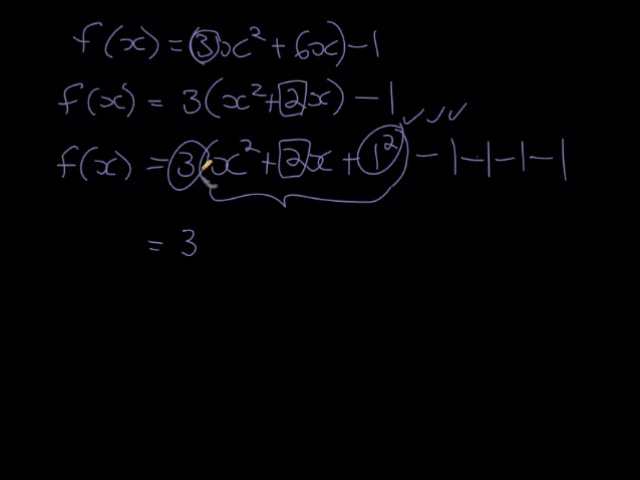 f(x) = 3x² + 6x) - 1
f(x) = 3(x² + 2x) - 1
f(x) = 3(x² + 2x + 1²) - 1 - 1 - 1 - 1
= 3